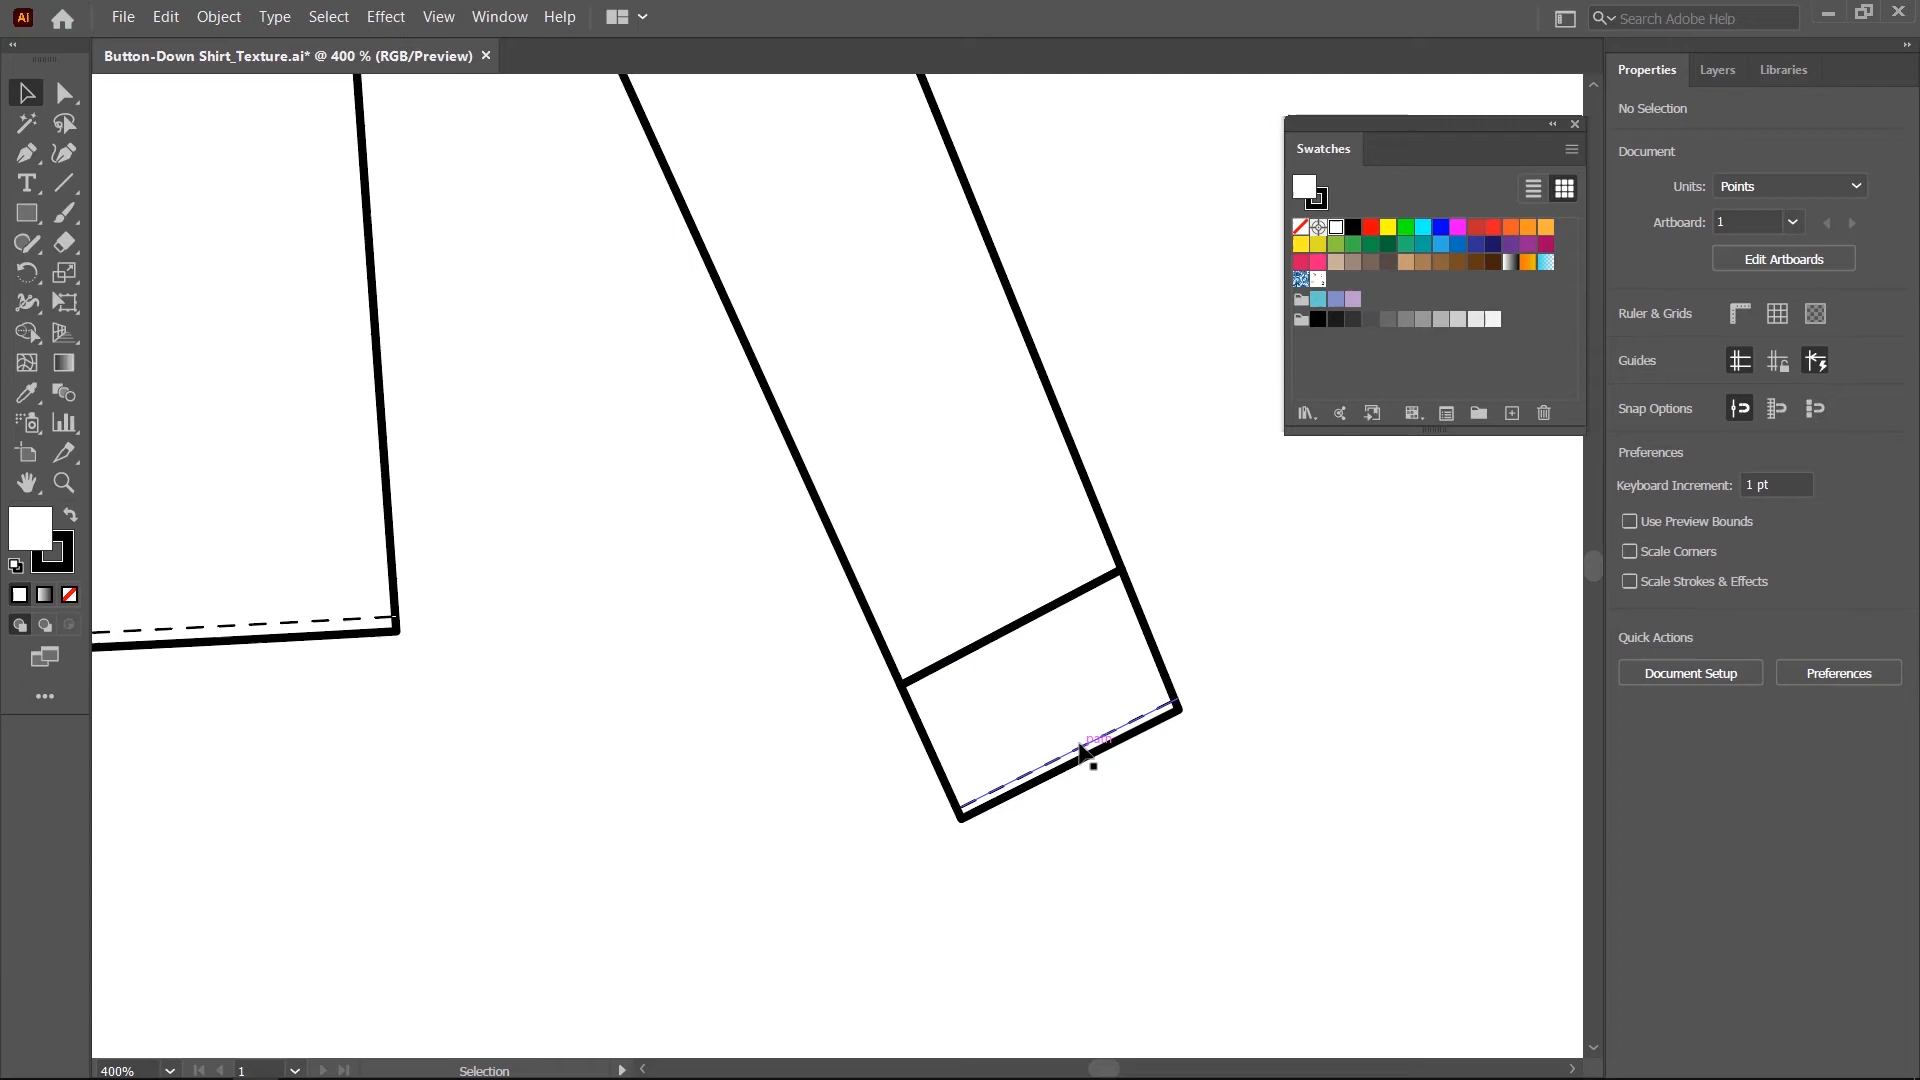 Ai File Edit Object Type Select Effect View Window Help
Search Adobe Help
Button-Down Shirt_Texture.ai* @ 400 % (RGB/Preview) ×
Properties Layers Libraries
No Selection
Document
Units: Points
Artboard: 1
Edit Artboards
Ruler & Grids
Guides
Snap Options
Preferences
Keyboard Increment: 1 pt
Use Preview Bounds
Scale Corners
Scale Strokes & Effects
Quick Actions
Document Setup Preferences
Swatches
path
400% 1 Selection